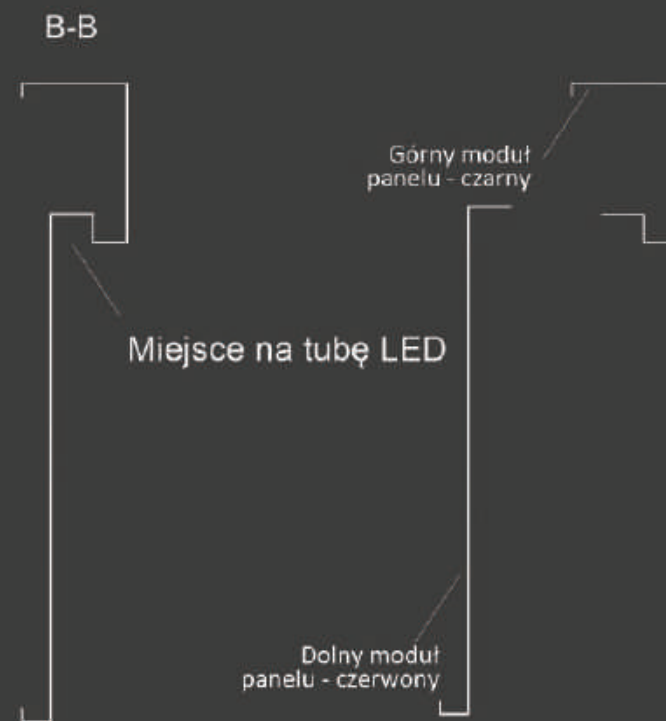 B-B
Górny moduł
panelu - czarny
Miejsce na tubę LED
Dolny moduł
panelu - czerwony